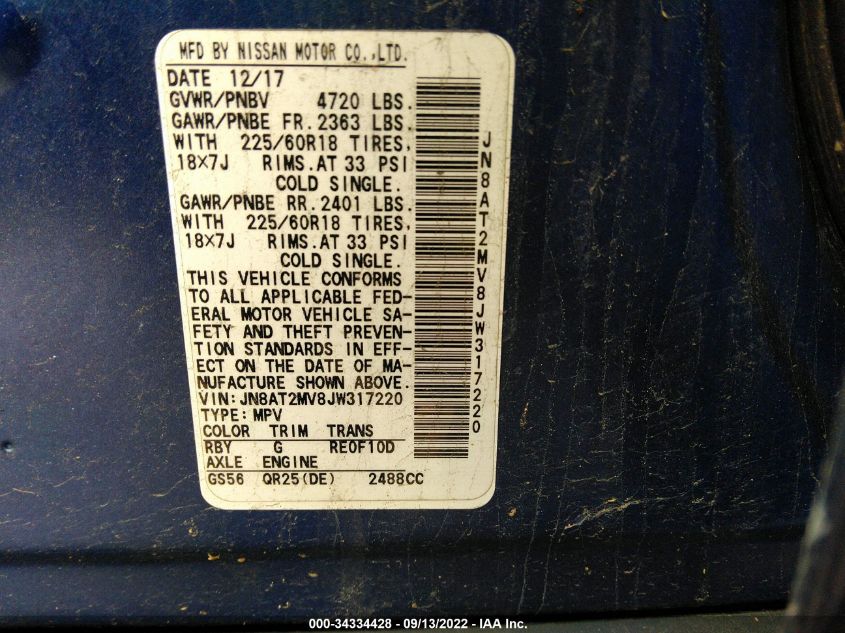 MFD BY NISSAN MOTOR CO.,LTD.
DATE 12/17
GVWR/PNBV 4720 LBS.
GAWR/PNBE FR.2363 LBS.
WITH 225/60R18 TIRES,
18X7J RIMS.AT 33 PSI
COLD SINGLE.
GAWR/PNBE RR.2401 LBS.
WITH 225/60R18 TIRES,
18X7J RIMS.AT 33 PSI
COLD SINGLE.
THIS VEHICLE CONFORMS
TO ALL APPLICABLE FED-
ERAL MOTOR VEHICLE SA-
FETY AND THEFT PREVEN-
TION STANDARDS IN EFF-
ECT ON THE DATE OF MA-
NUFACTURE SHOWN ABOVE.
VIN:JN8AT2MV8JW317220
TYPE:MPV
COLOR TRIM TRANS
RBY G RE0F10D
AXLE ENGINE
GS56 QR25(DE) 2488CC
JN8AT2MV8JW317220
000-34334428 - 09/13/2022 - IAA Inc.